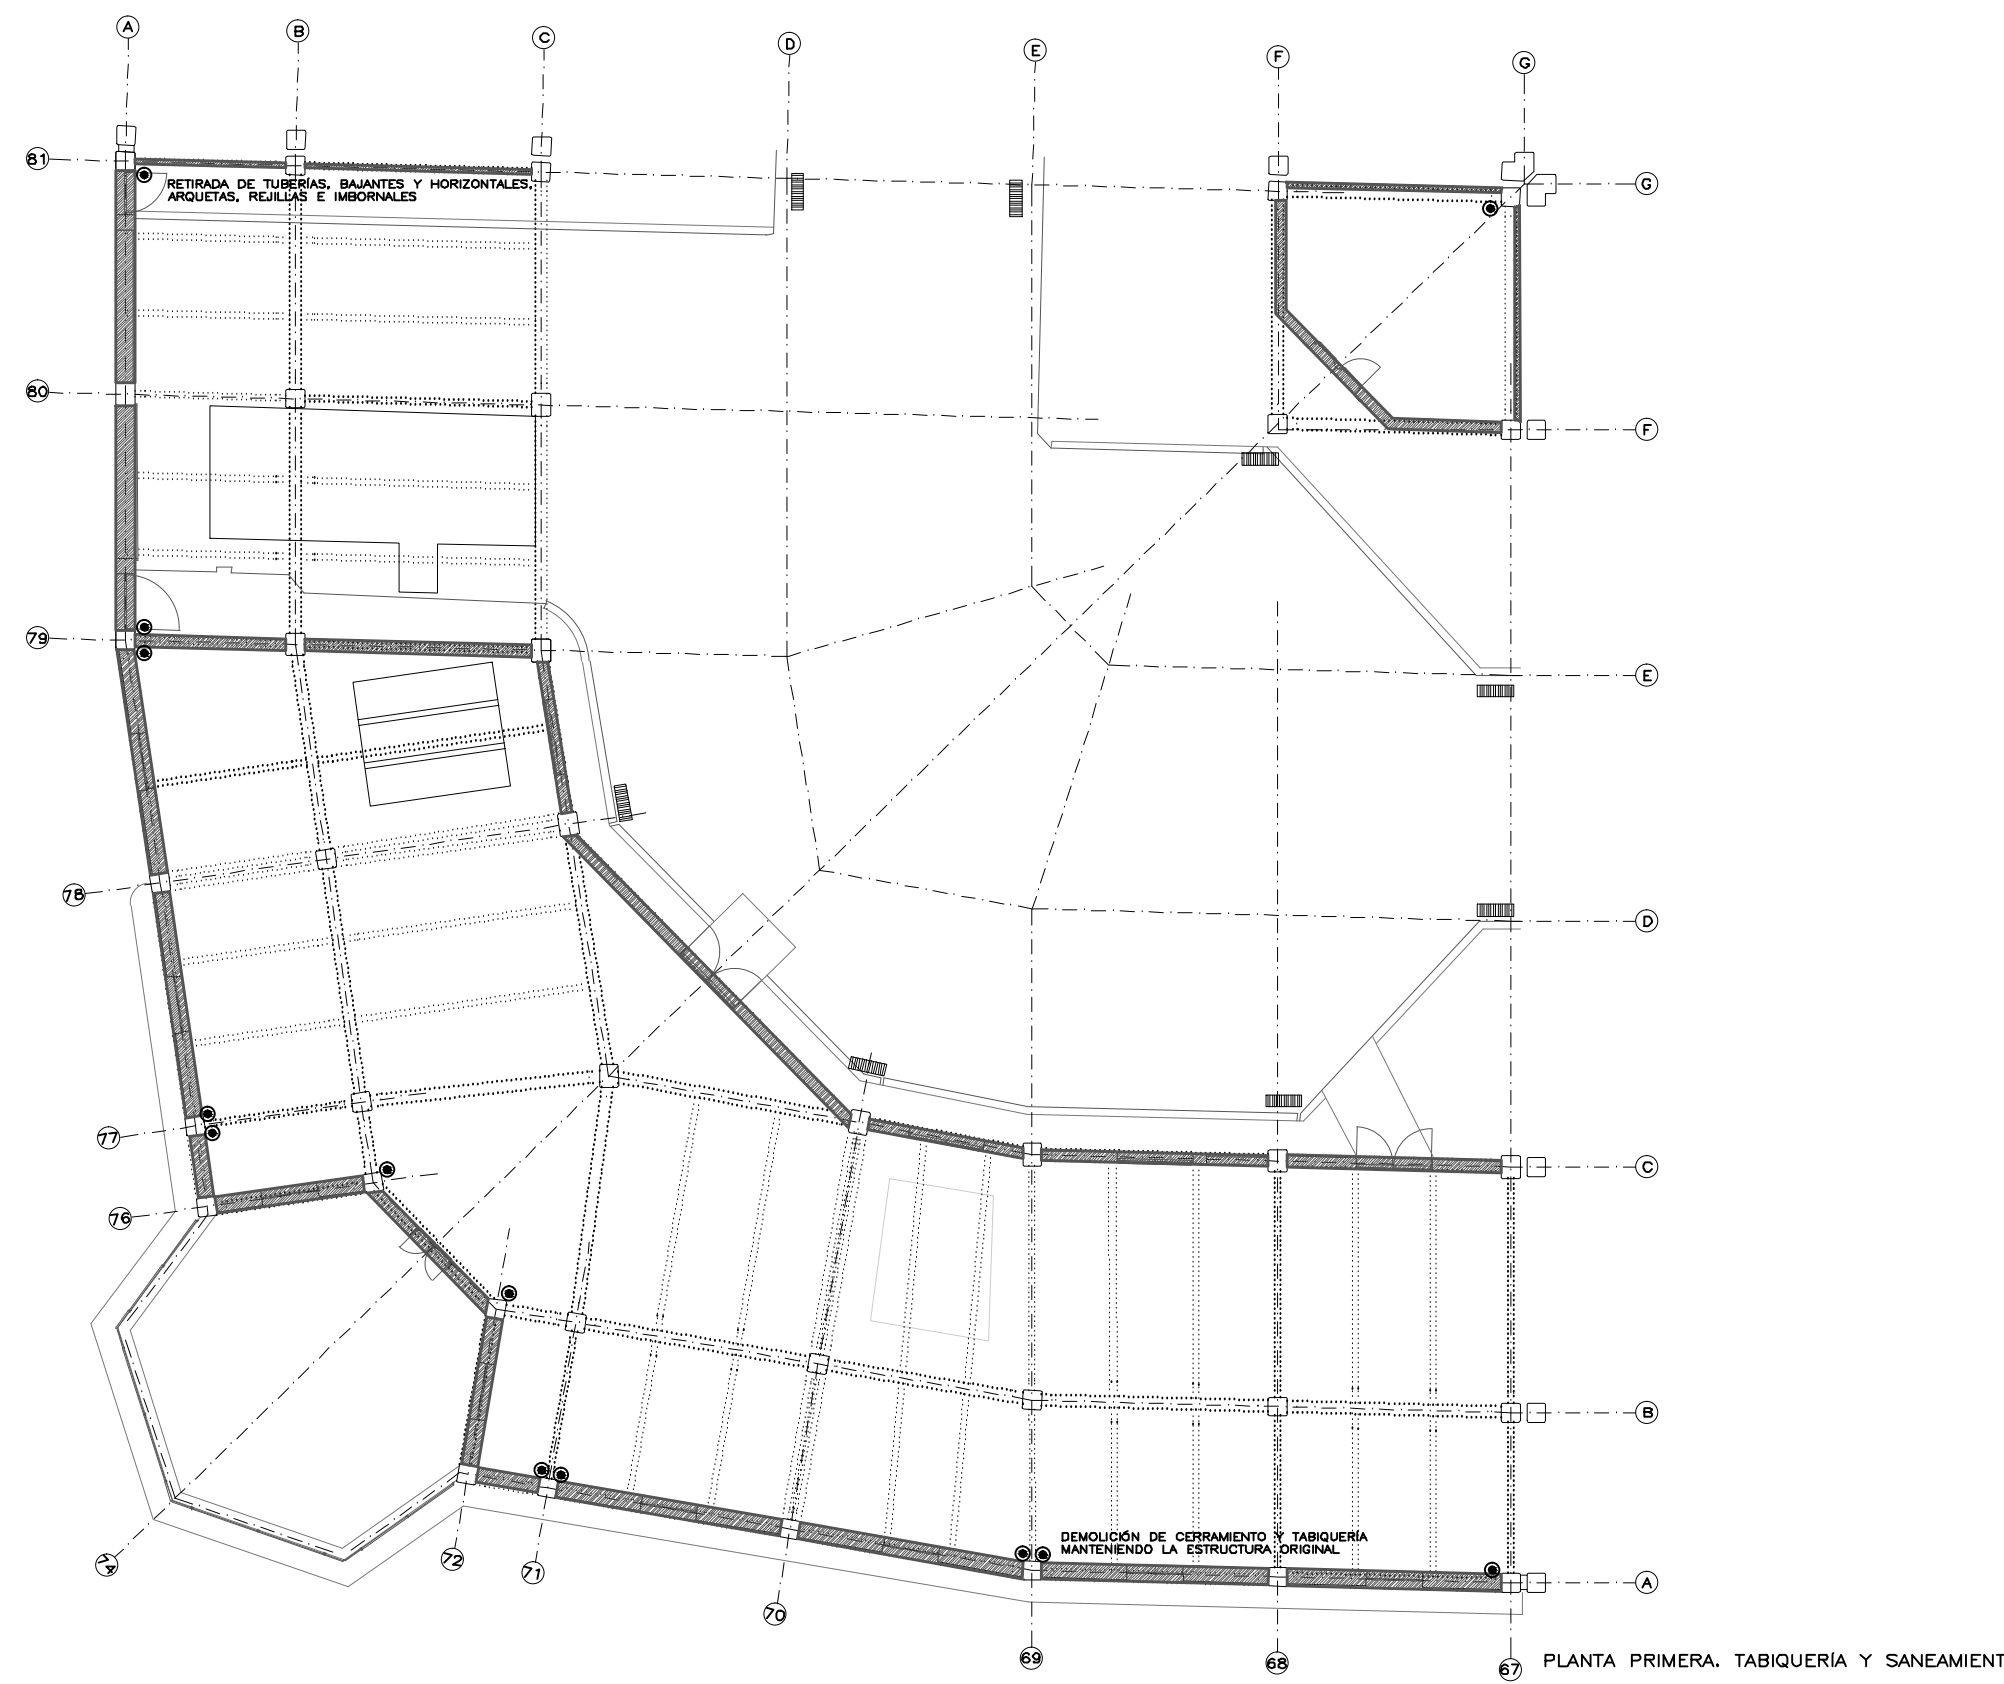 A
B
C
D
E
F
G
81
G
RETIRADA DE TUBERÍAS, BAJANTES Y HORIZONTALES,
ARQUETAS, REJILLAS E IMBORNALES
80
F
79
E
78
D
77
C
76
B
DEMOLICIÓN DE CERRAMIENTO Y TABIQUERÍA
MANTENIENDO LA ESTRUCTURA ORIGINAL
74
72
71
A
70
69
68
67
PLANTA PRIMERA. TABIQUERÍA Y SANEAMIENT